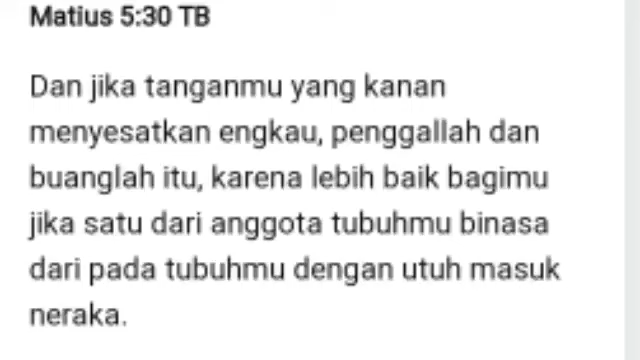 Matius 5:30 TB
Dan jika tanganmu yang kanan
menyesatkan engkau, penggallah dan
buanglah itu, karena lebih baik bagimu
jika satu dari anggota tubuhmu binasa
dari pada tubuhmu dengan utuh masuk
neraka.